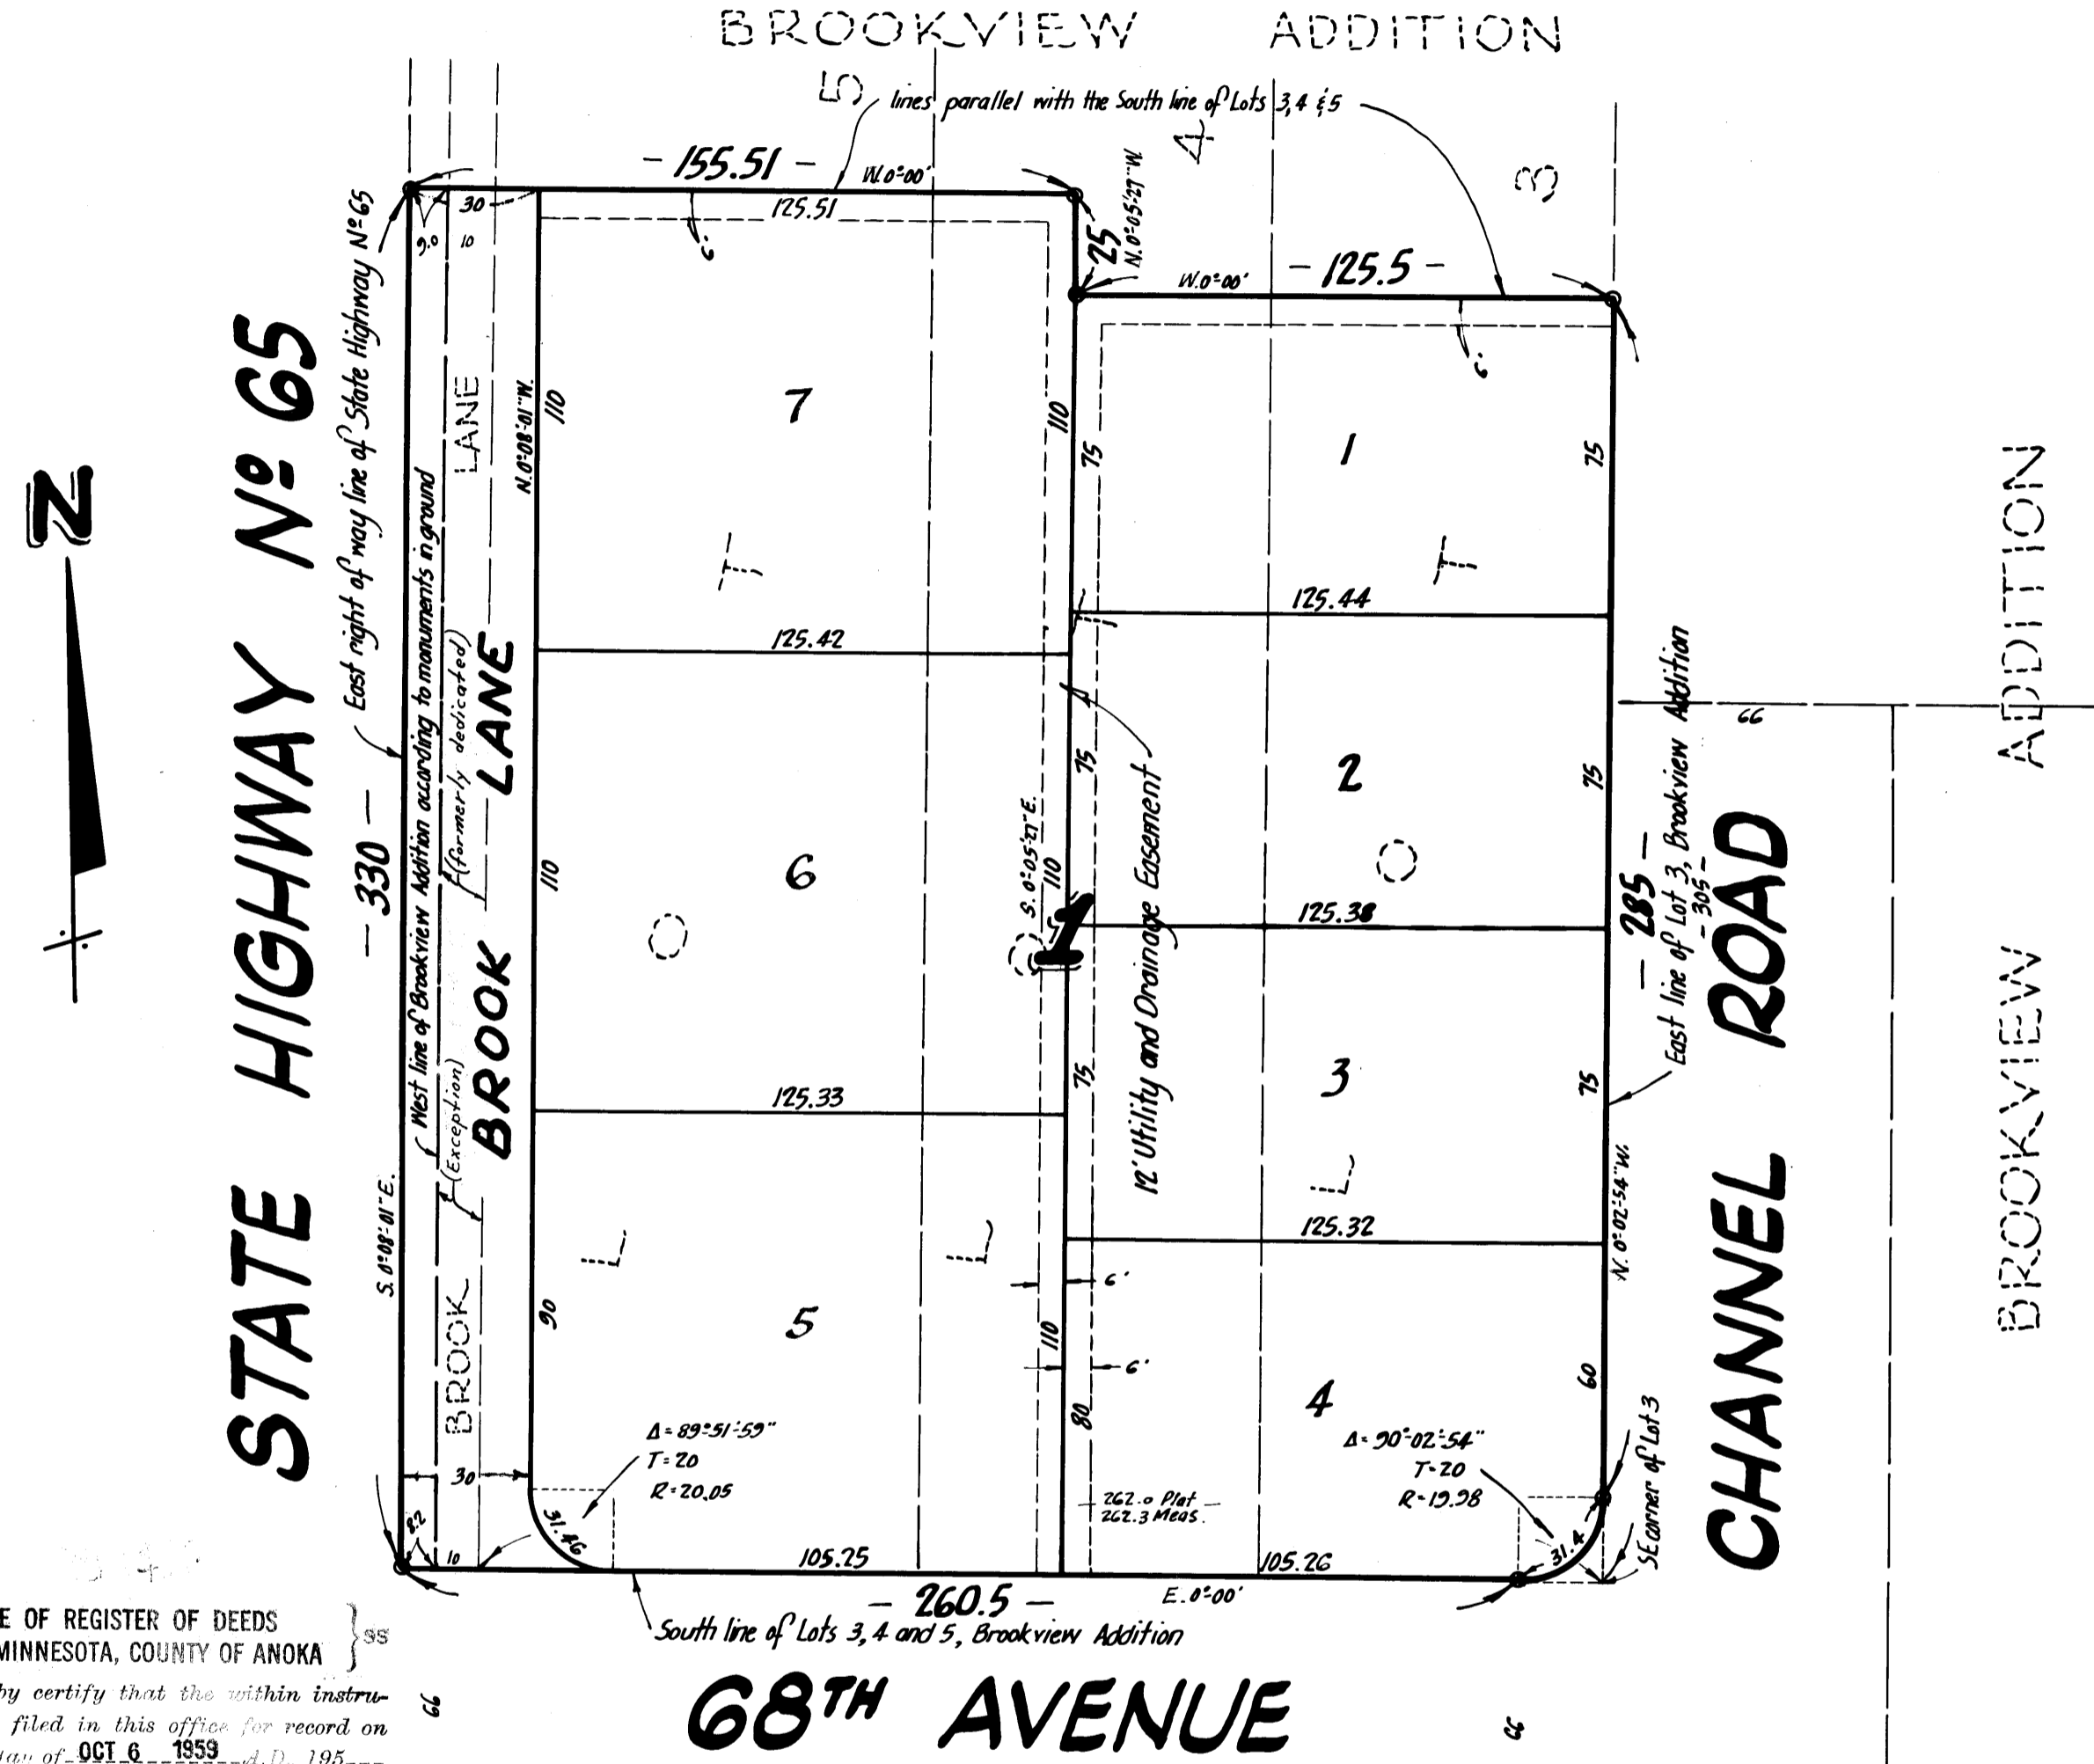 BROOKVIEW ADDITION
5
lines parallel with the South line of Lots 3,4 & 5
4
3
- 155.51 -
W.0°-00'
30
125.51
9.0
10
6'
25
N.0°-05'-27"W.
W.0°-00'
- 125.5 -
6'
N
STATE HIGHWAY Nº 65
East right of way line of State Highway Nº 65
- 330 -
S.0°-08'-01"E.
West line of Brookview Addition according to monuments in ground
LANE
(formerly dedicated)
BROOK LANE
(Exception)
BROOK
N.0°-08'-01"W.
110
7
110
75
1
75
T
T
125.42
125.44
110
6
S.0°-05'-27"E.
110
75
2
75
O
O
O
1
12' Utility and Drainage Easement
125.38
125.33
75
3
75
L
L
L
125.32
90
5
110
6'
6'
80
4
60
Δ = 89°-51'-59"
T = 20
R = 20.05
31.46
Δ = 90°-02'-54"
T = 20
R = 19.98
31.4
262.0 Plat
262.3 Meas.
30
8.2
10
105.25
105.26
- 260.5 -
E.0°-00'
South line of Lots 3, 4 and 5, Brookview Addition
68TH AVENUE
66
66
66
- 285 -
East line of Lot 3, Brookview Addition
- 305 -
N.0°-02'-54"W.
SE corner of Lot 3
CHANNEL ROAD
BROOKVIEW ADDITION
E OF REGISTER OF DEEDS
MINNESOTA, COUNTY OF ANOKA } SS
by certify that the within instru-
filed in this office for record on
day of OCT 6 1959 A.D. 195